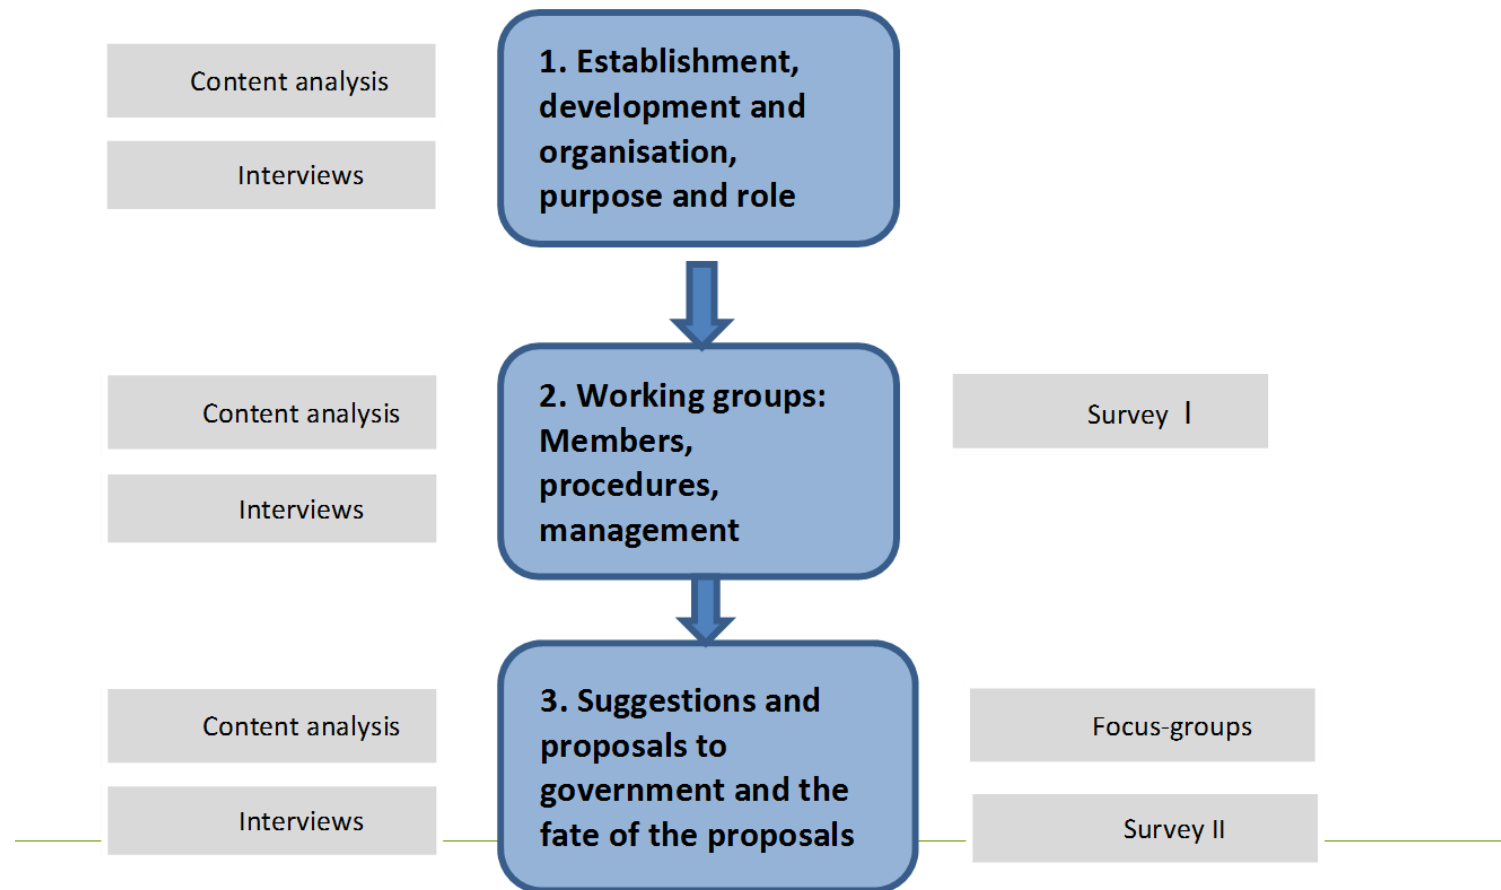 Content analysis
Interviews
1. Establishment,
development and
organisation,
purpose and role
Content analysis
Interviews
2. Working groups:
Members,
procedures,
management
Survey I
Content analysis
Interviews
3. Suggestions and
proposals to
government and the
fate of the proposals
Focus-groups
Survey II